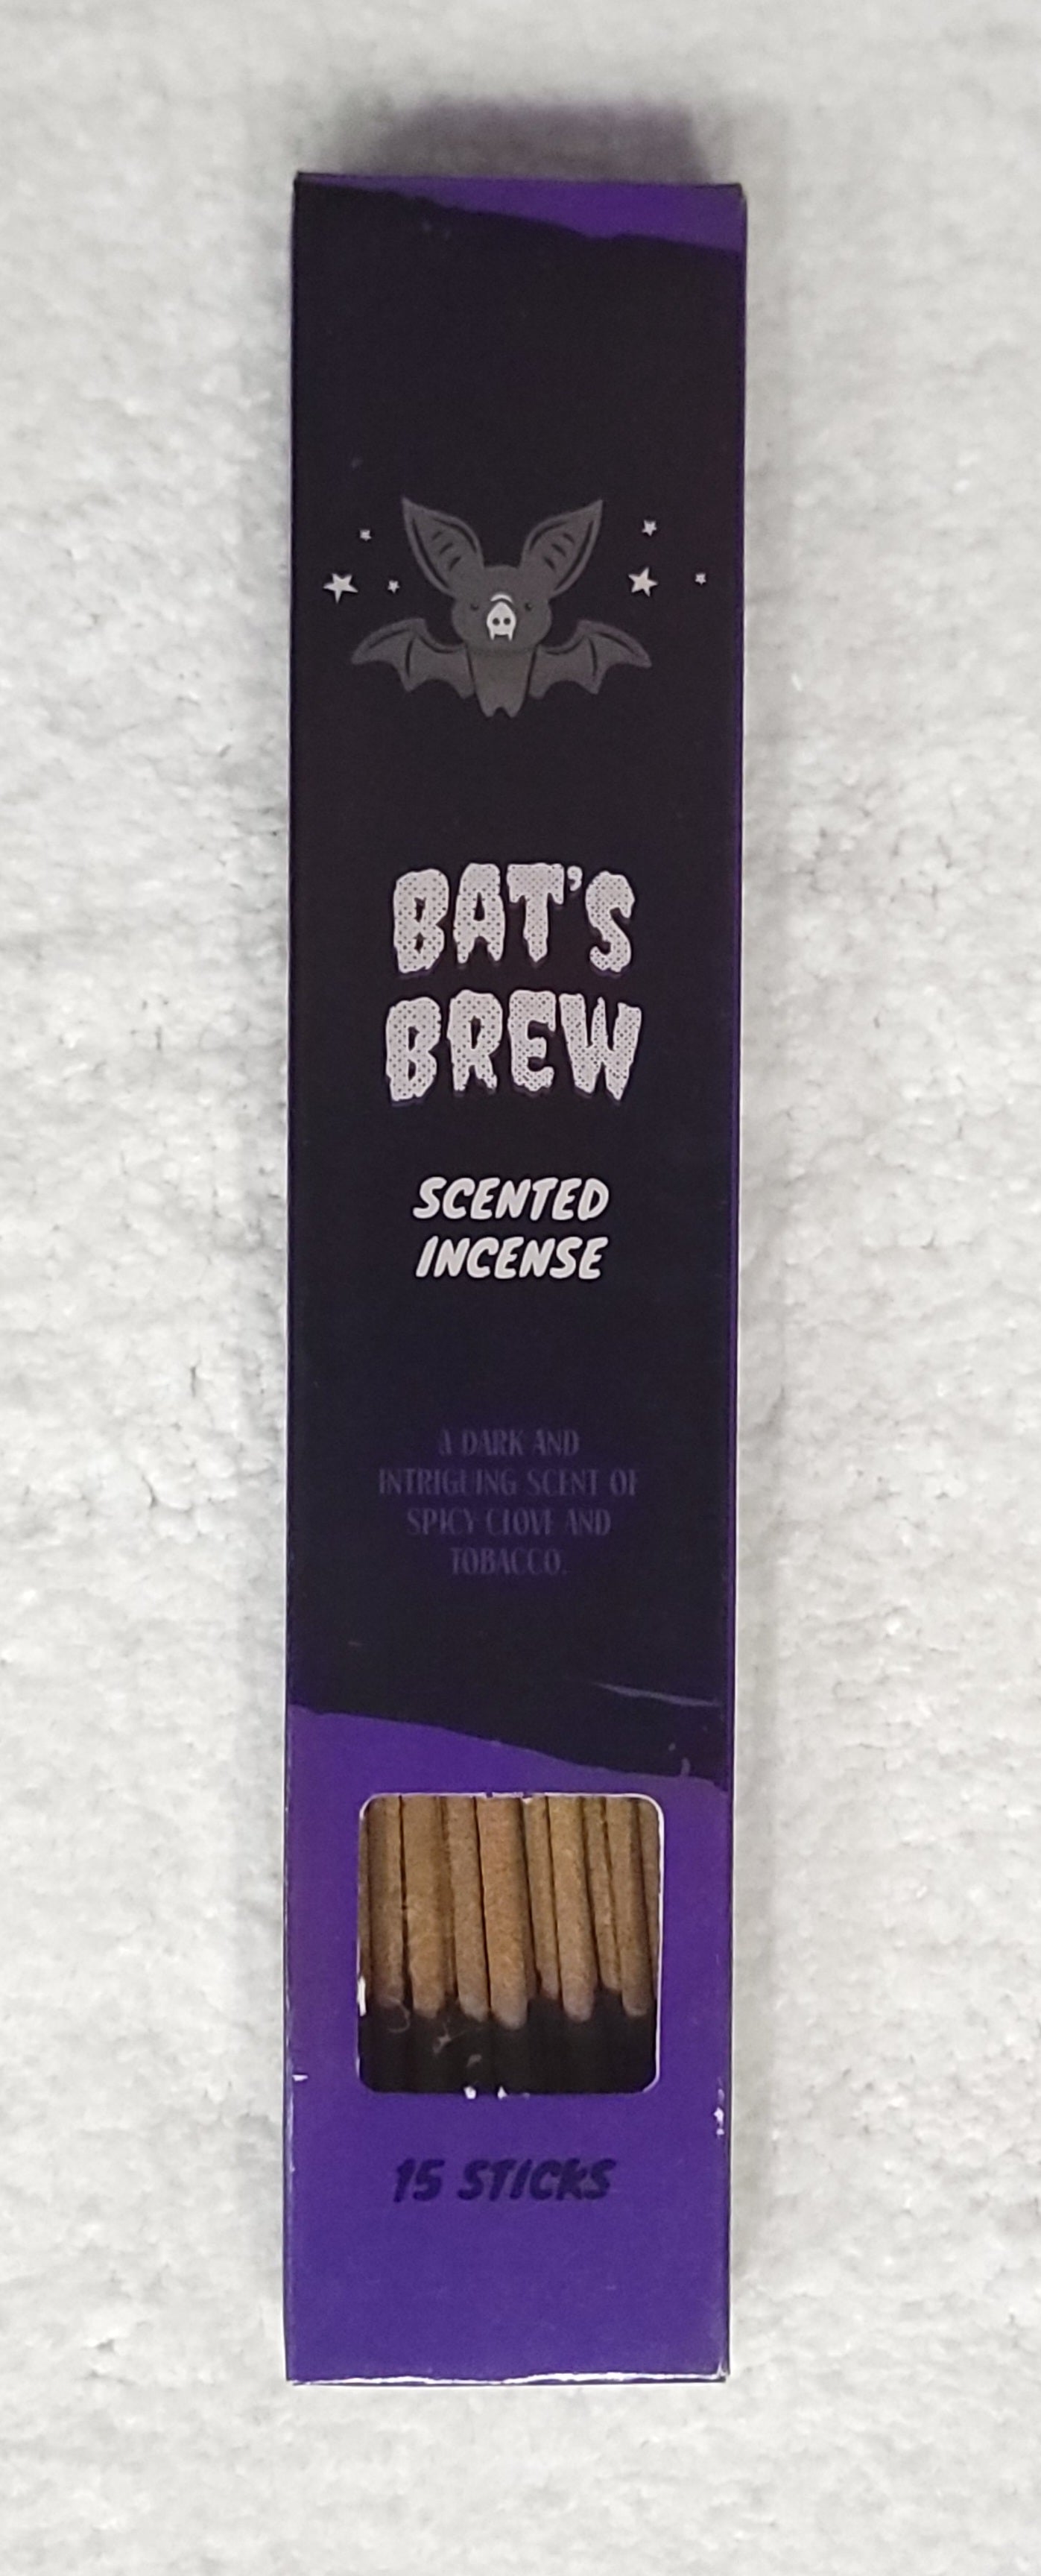 BAT'S
BREW
SCENTED
INCENSE
A DARK AND
INTRIGUING SCENT OF
SPICY CLOVE AND
TOBACCO.
15 STICKS